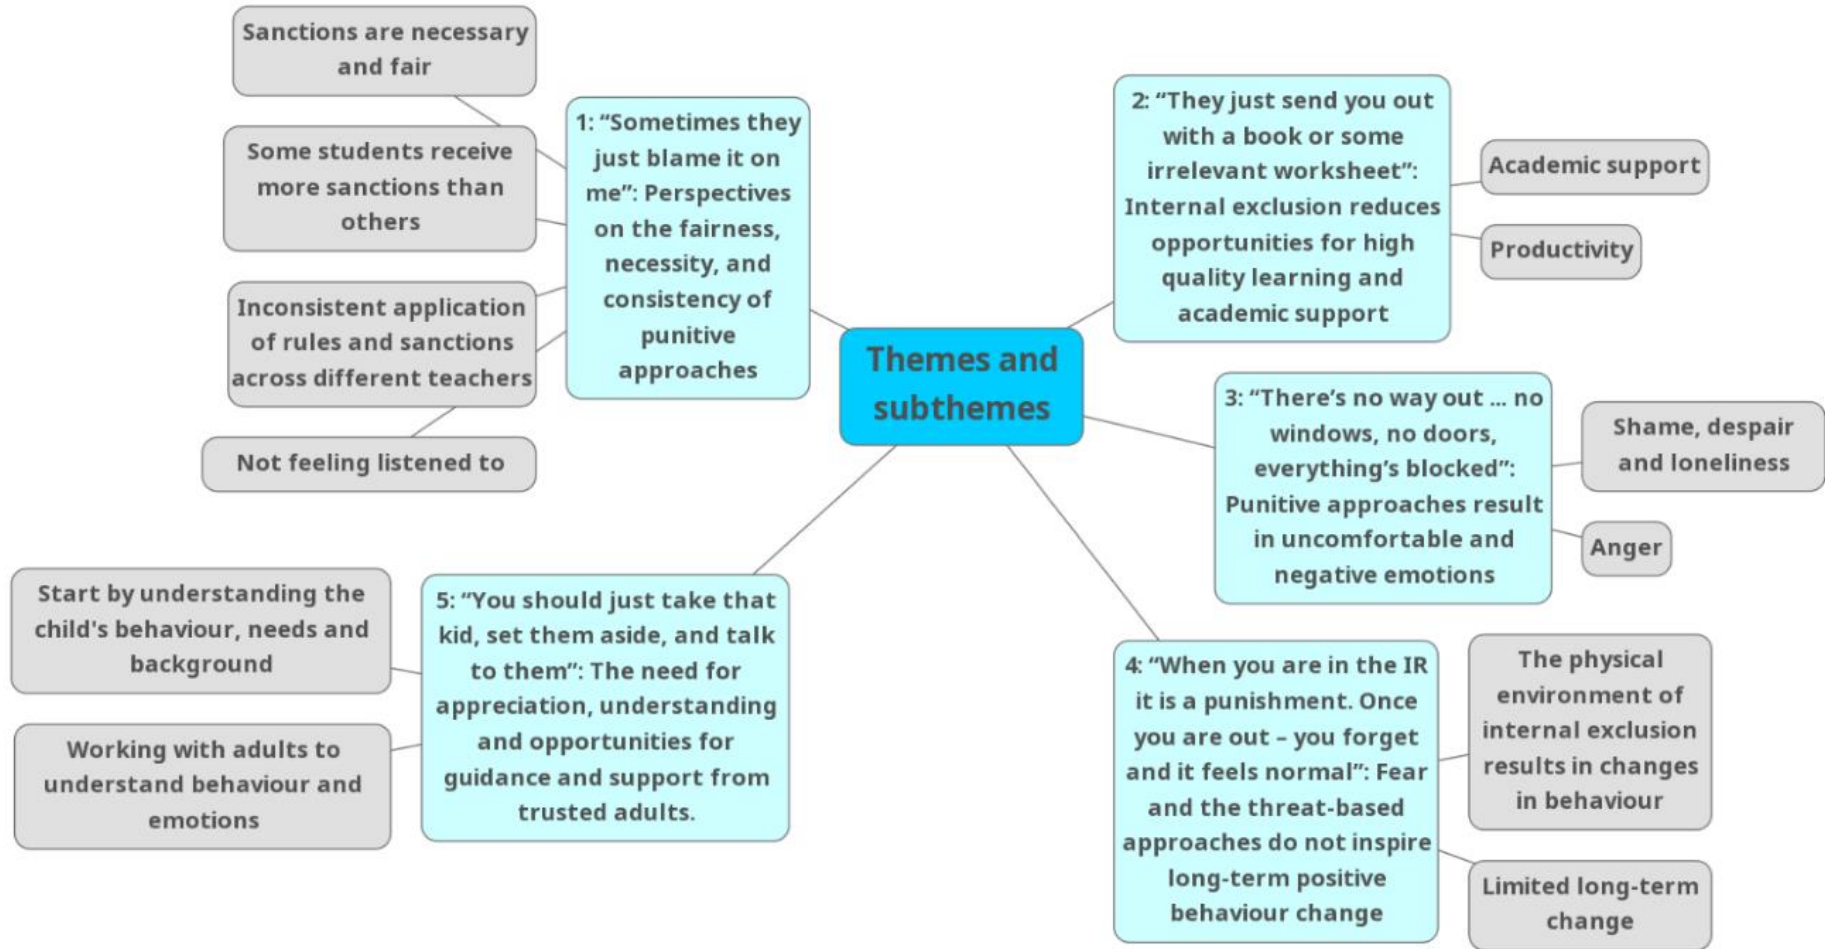 Themes and
subthemes
1: “Sometimes they
just blame it on
me”: Perspectives
on the fairness,
necessity, and
consistency of
punitive
approaches
Sanctions are necessary
and fair
Some students receive
more sanctions than
others
Inconsistent application
of rules and sanctions
across different teachers
Not feeling listened to
2: “They just send you out
with a book or some
irrelevant worksheet”:
Internal exclusion reduces
opportunities for high
quality learning and
academic support
Academic support
Productivity
3: “There’s no way out ... no
windows, no doors,
everything’s blocked”:
Punitive approaches result
in uncomfortable and
negative emotions
Shame, despair
and loneliness
Anger
4: “When you are in the IR
it is a punishment. Once
you are out – you forget
and it feels normal”: Fear
and the threat-based
approaches do not inspire
long-term positive
behaviour change
The physical
environment of
internal exclusion
results in changes
in behaviour
Limited long-term
change
5: “You should just take that
kid, set them aside, and talk
to them”: The need for
appreciation, understanding
and opportunities for
guidance and support from
trusted adults.
Start by understanding the
child's behaviour, needs and
background
Working with adults to
understand behaviour and
emotions